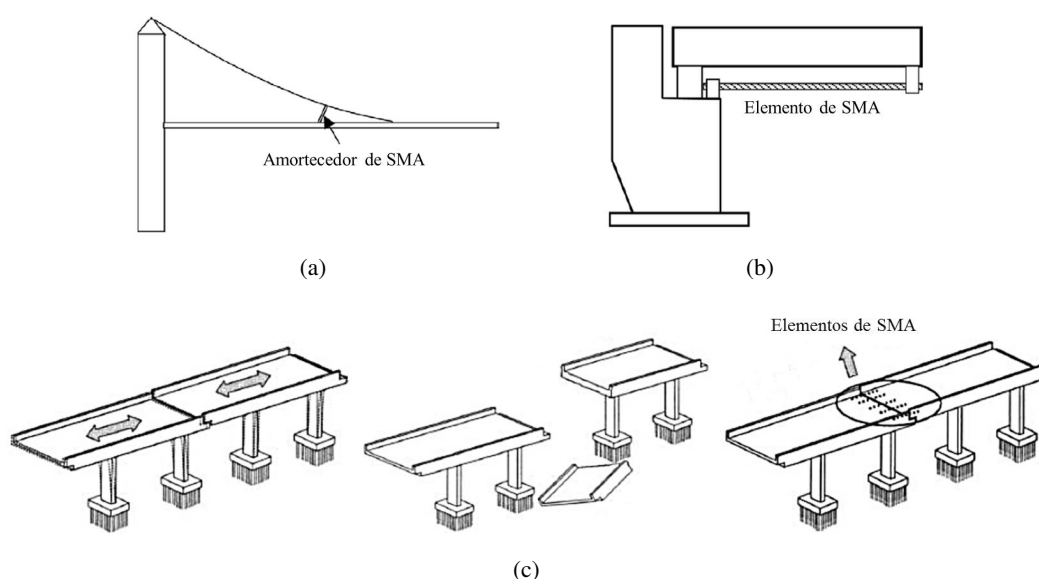 Amortecedor de SMA
Elemento de SMA
(a)
(b)
Elementos de SMA
(c)